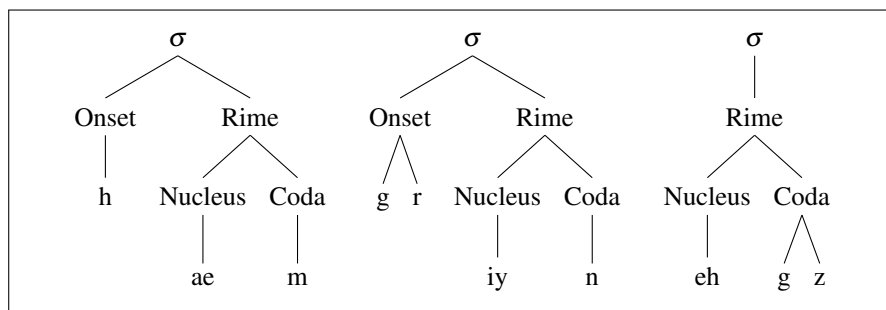 σ σ σ
Onset Rime Onset Rime Rime
h Nucleus Coda g r Nucleus Coda Nucleus Coda
ae m iy n eh g z